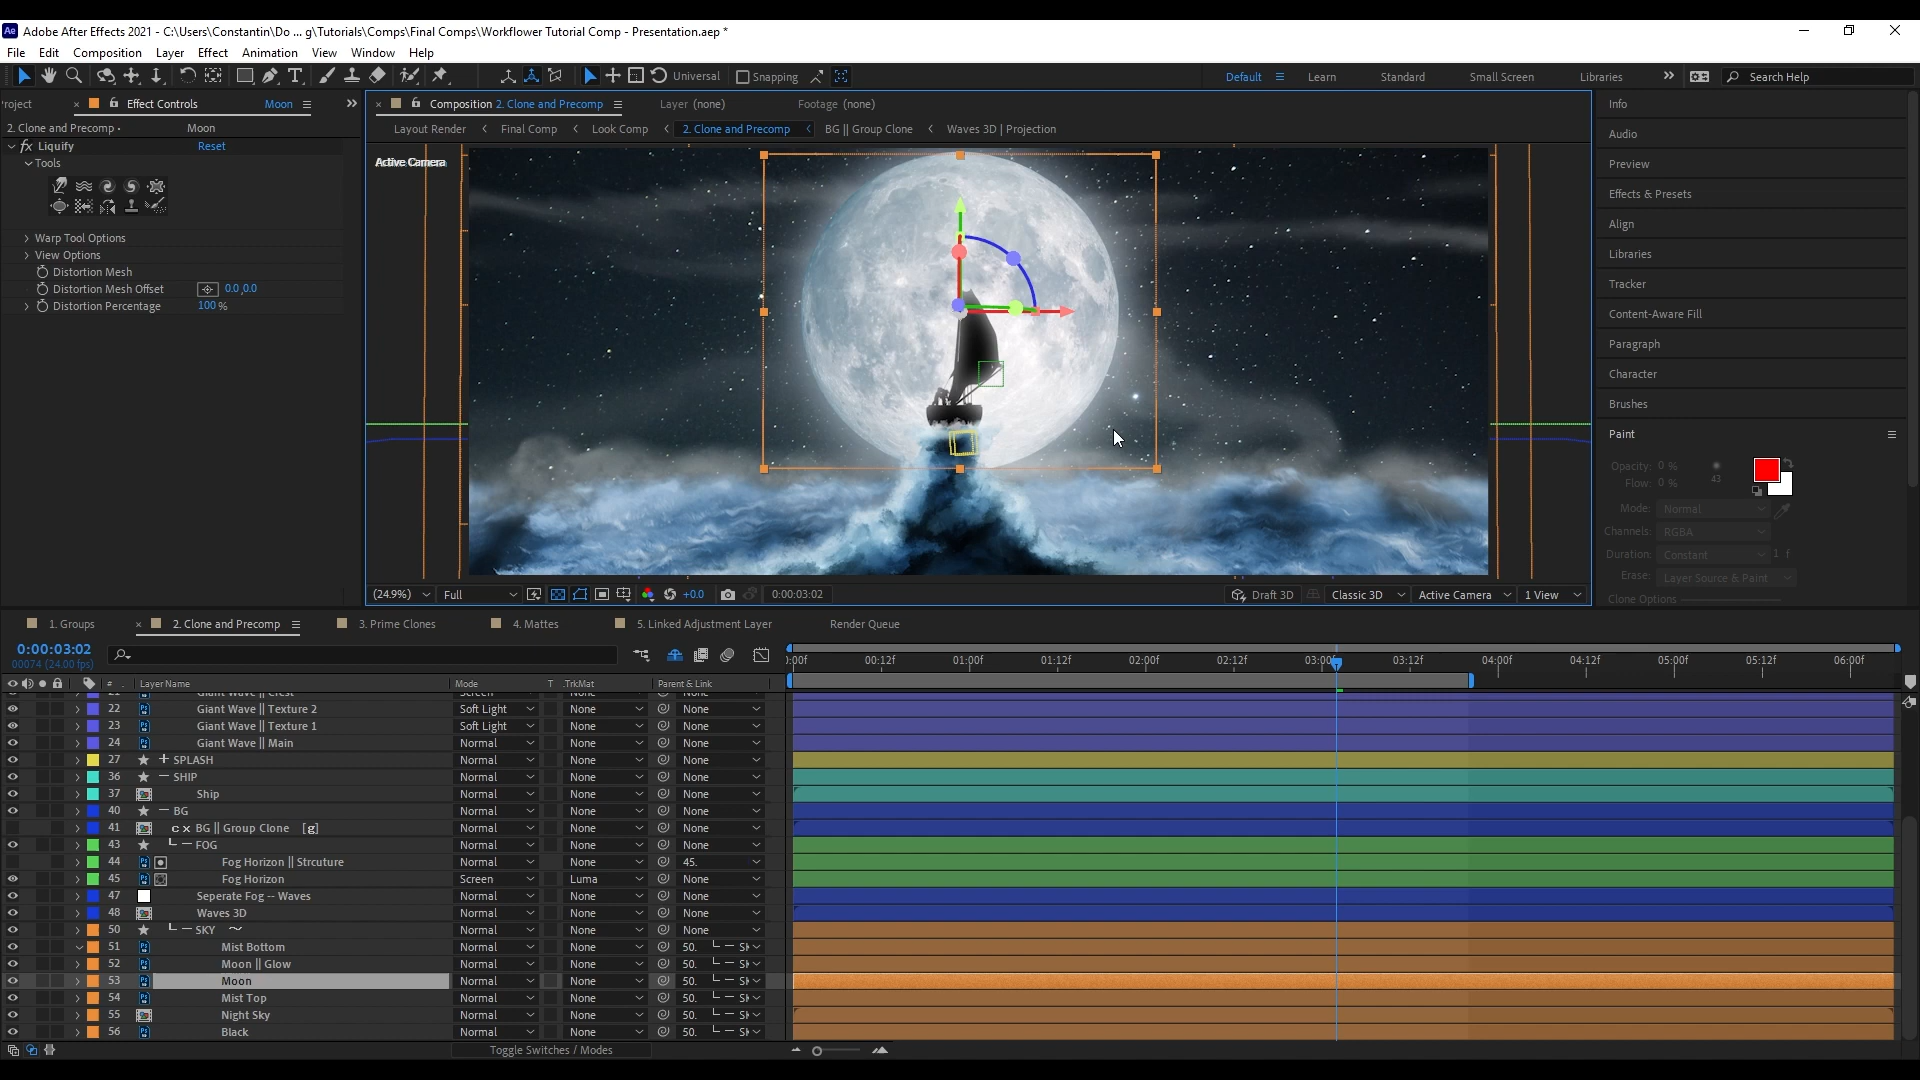 Ae Adobe After Effects 2021 - C:\Users\Constantin\Do ... g\Tutorials\Comps\Final Comps\Workflower Tutorial Comp - Presentation.aep *
File Edit Composition Layer Effect Animation View Window Help
Universal Snapping Default Learn Standard Small Screen Libraries Search Help
roject Effect Controls Moon Composition 2. Clone and Precomp Layer (none) Footage (none) Info
2. Clone and Precomp · Moon Layout Render Final Comp Look Comp 2. Clone and Precomp BG || Group Clone Waves 3D | Projection Audio
fx Liquify Reset
Tools
Active Camera
Preview
Effects & Presets
Align
Warp Tool Options
View Options
Libraries
Distortion Mesh
Distortion Mesh Offset 0.0,0.0
Distortion Percentage 100 %
Tracker
Content-Aware Fill
Paragraph
Character
Brushes
Paint
Opacity: 0 %
Flow: 0 % 43
Mode: Normal
Channels: RGBA
Duration: Constant 1 f
Erase: Layer Source & Paint
Clone Options
(24.9%) Full +0.0 0:00:03:02 Draft 3D Classic 3D Active Camera 1 View
1. Groups 2. Clone and Precomp 3. Prime Clones 4. Mattes 5. Linked Adjustment Layer Render Queue
0:00:03:02
00074 (24.00 fps)
):00f 00:12f 01:00f 01:12f 02:00f 02:12f 03:00f 03:12f 04:00f 04:12f 05:00f 05:12f 06:00f
# Layer Name Mode T .TrkMat Parent & Link
21 Giant Wave || Crest Screen None None
22 Giant Wave || Texture 2 Soft Light None None
23 Giant Wave || Texture 1 Soft Light None None
24 Giant Wave || Main Normal None None
27 + SPLASH Normal None None
36 – SHIP Normal None None
37 Ship Normal None None
40 – BG Normal None None
41 c x BG || Group Clone [g] Normal None None
43 FOG Normal None None
44 Fog Horizon || Strcuture Normal None 45.
45 Fog Horizon Screen Luma None
47 Seperate Fog -- Waves Normal None None
48 Waves 3D Normal None None
50 SKY ~ Normal None None
51 Mist Bottom Normal None 50.
52 Moon || Glow Normal None 50.
53 Moon Normal None 50.
54 Mist Top Normal None 50.
55 Night Sky Normal None 50.
56 Black Normal None 50.
Toggle Switches / Modes